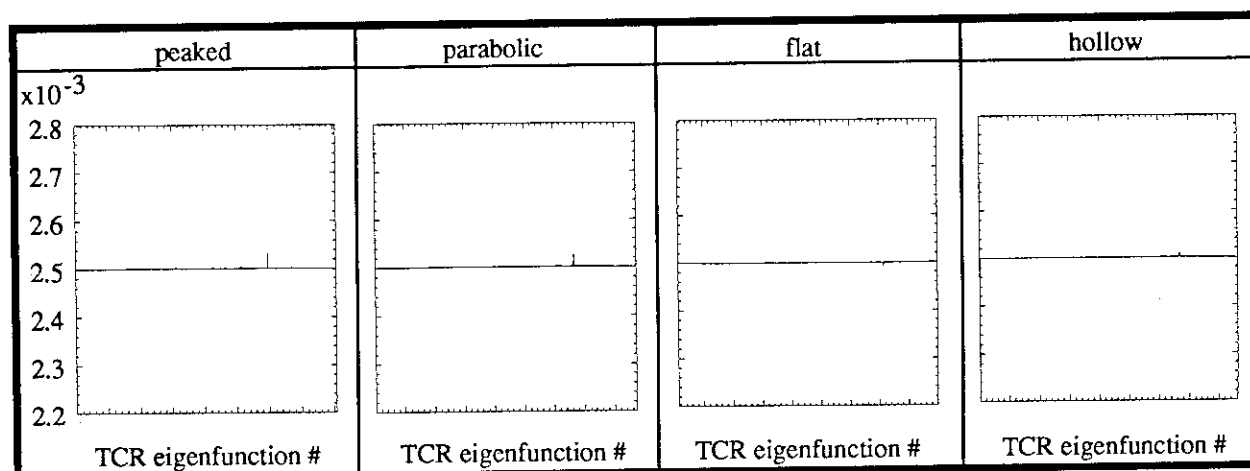 peaked parabolic flat hollow
x10-3
2.8
2.7
2.6
2.5
2.4
2.3
2.2
TCR eigenfunction # TCR eigenfunction # TCR eigenfunction # TCR eigenfunction #